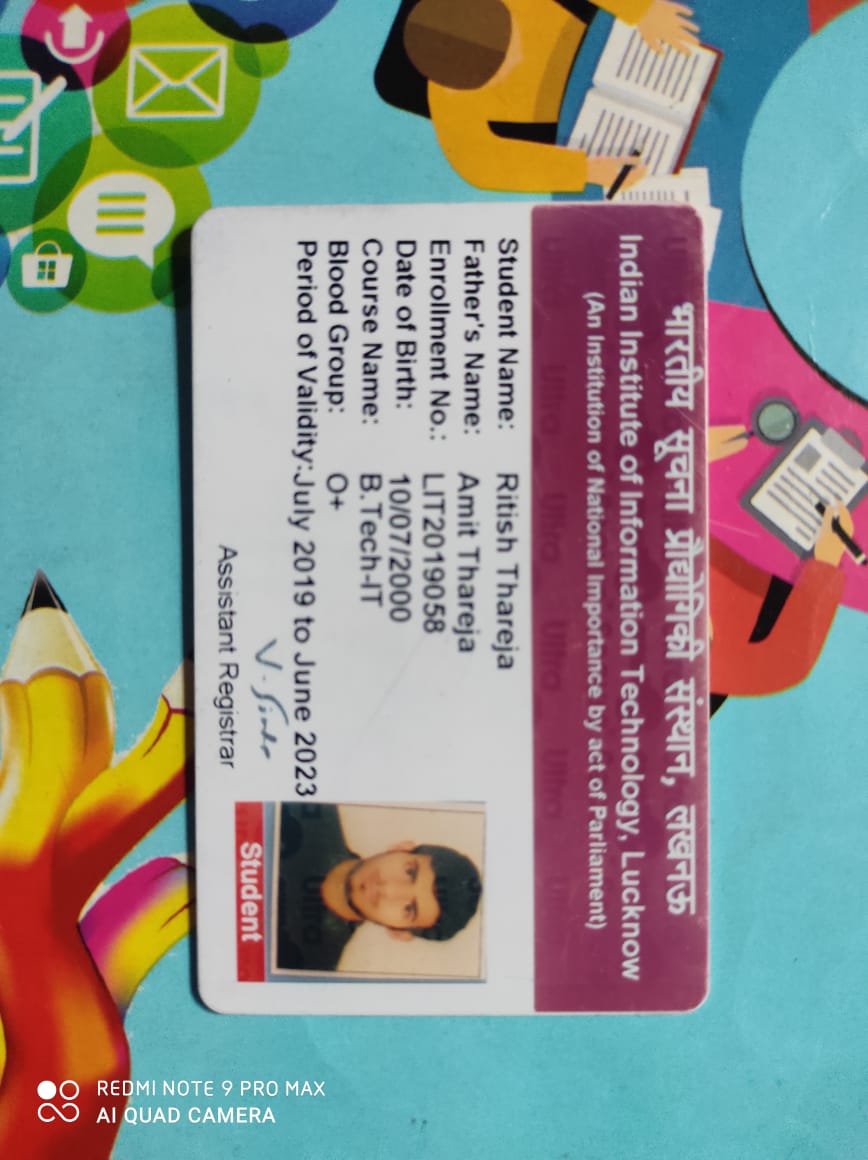 भारतीय सूचना प्रौद्योगिकी संस्थान, लखनऊ
Indian Institute of Information Technology, Lucknow
(An Institution of National Importance by act of Parliament)
Student Name: Ritish Thareja
Father's Name: Amit Thareja
Enrollment No.: LIT2019058
Date of Birth: 10/07/2000
Course Name: B.Tech-IT
Blood Group: O+
Period of Validity:July 2019 to June 2023
Assistant Registrar
Student
REDMI NOTE 9 PRO MAX
AI QUAD CAMERA